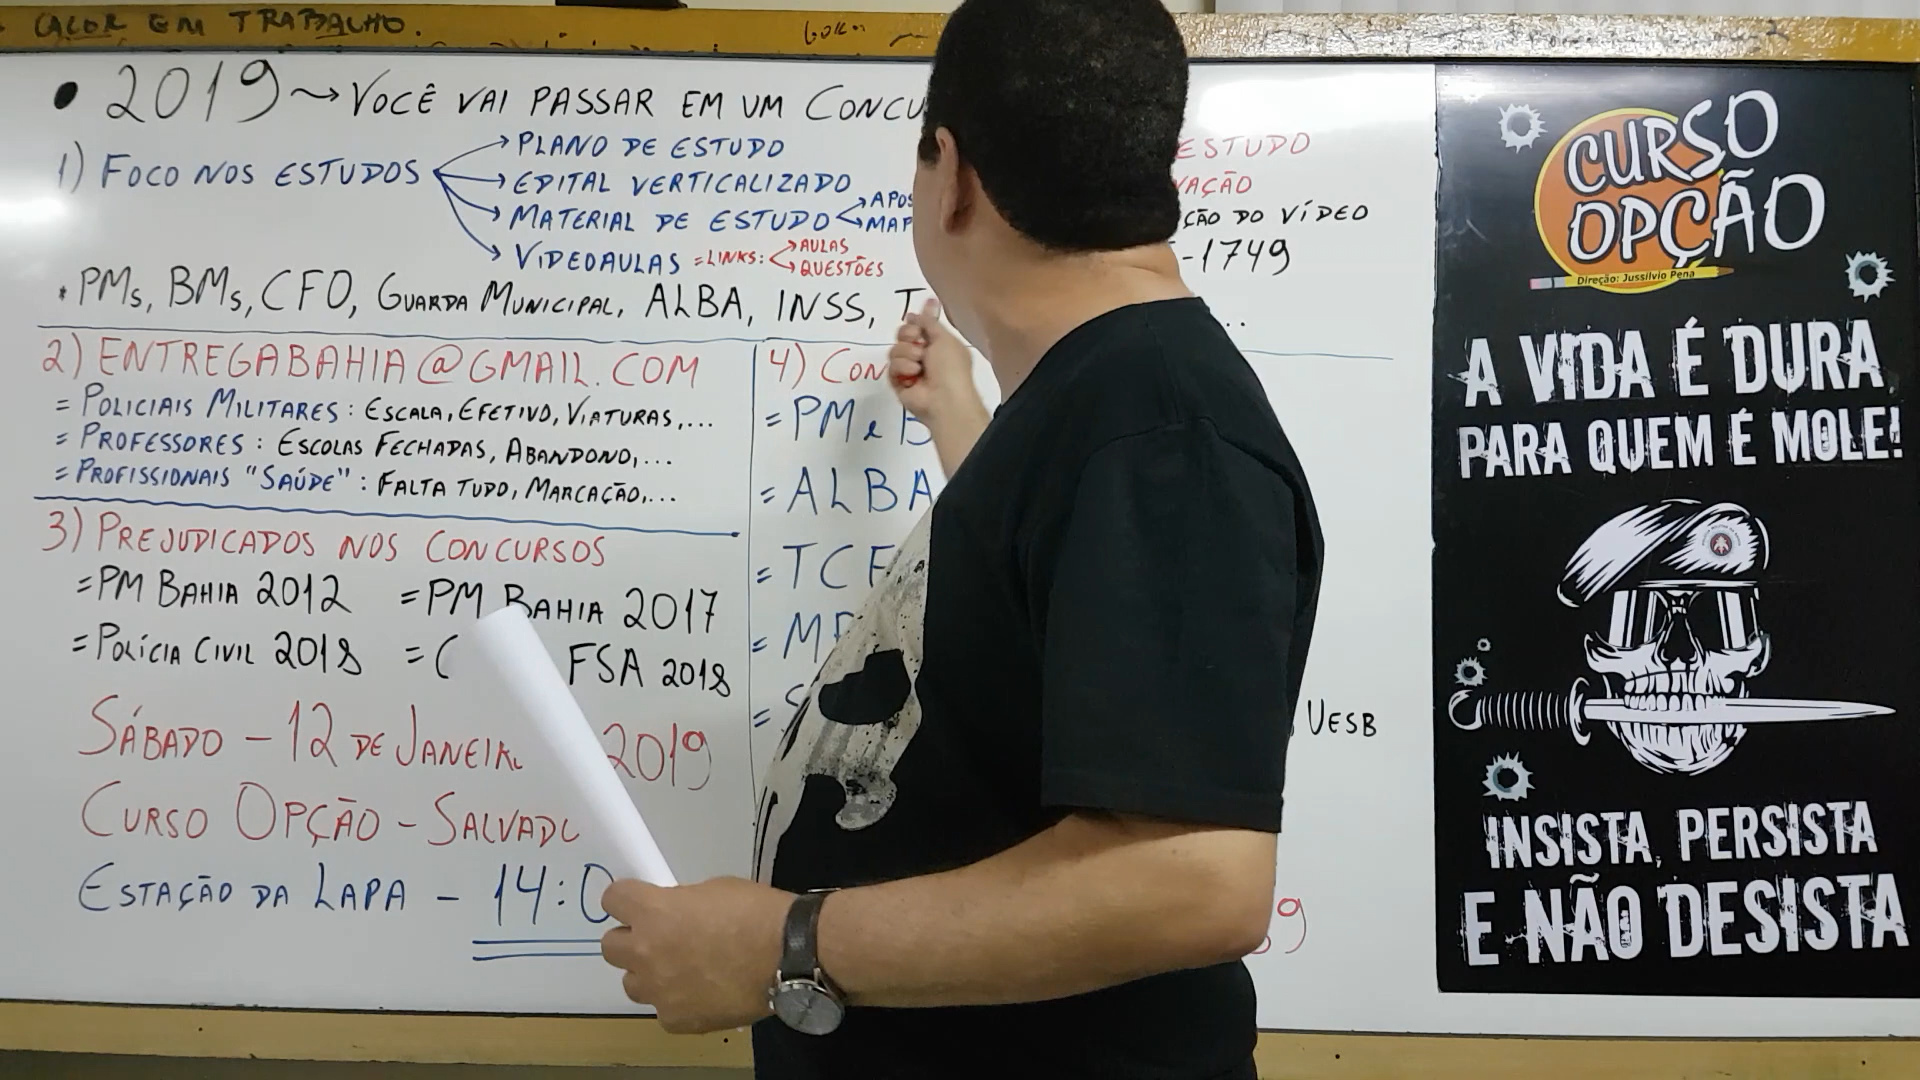 CALOR EM TRABALHO.
• 2019 → VOCÊ VAI PASSAR EM UM CONCU
1) FOCO NOS ESTUDOS
→ PLANO DE ESTUDO
→ EDITAL VERTICALIZADO
→ MATERIAL DE ESTUDO
→ APOS
→ MAP
→ VIDEOAULAS = LINKS:
→ AULAS
→ QUESTÕES
ESTUDO
VAÇÃO
ÇÃO DO VÍDEO
-1749
PMs, BMs, CFO, GUARDA MUNICIPAL, ALBA, INSS, T
2) ENTREGABAHIA@GMAIL.COM
= POLICIAIS MILITARES: ESCALA, EFETIVO, VIATURAS,...
= PROFESSORES: ESCOLAS FECHADAS, ABANDONO,...
= PROFISSIONAIS "SAÚDE": FALTA TUDO, MARCAÇÃO,...
3) PREJUDICADOS NOS CONCURSOS
= PM BAHIA 2012 = PM BAHIA 2017
= POLÍCIA CIVIL 2018 = FSA 2018
SÁBADO - 12 DE JANEIR 2019
CURSO OPÇÃO - SALVADO
ESTAÇÃO DA LAPA - 14:0
4) CON
= PM e B
= ALBA
= TCE
= MP
= S
, UESB
9
CURSO
OPÇÃO
Direção: Jussilvio Pena
A VIDA É DURA,
PARA QUEM É MOLE!
INSISTA, PERSISTA
E NÃO DESISTA